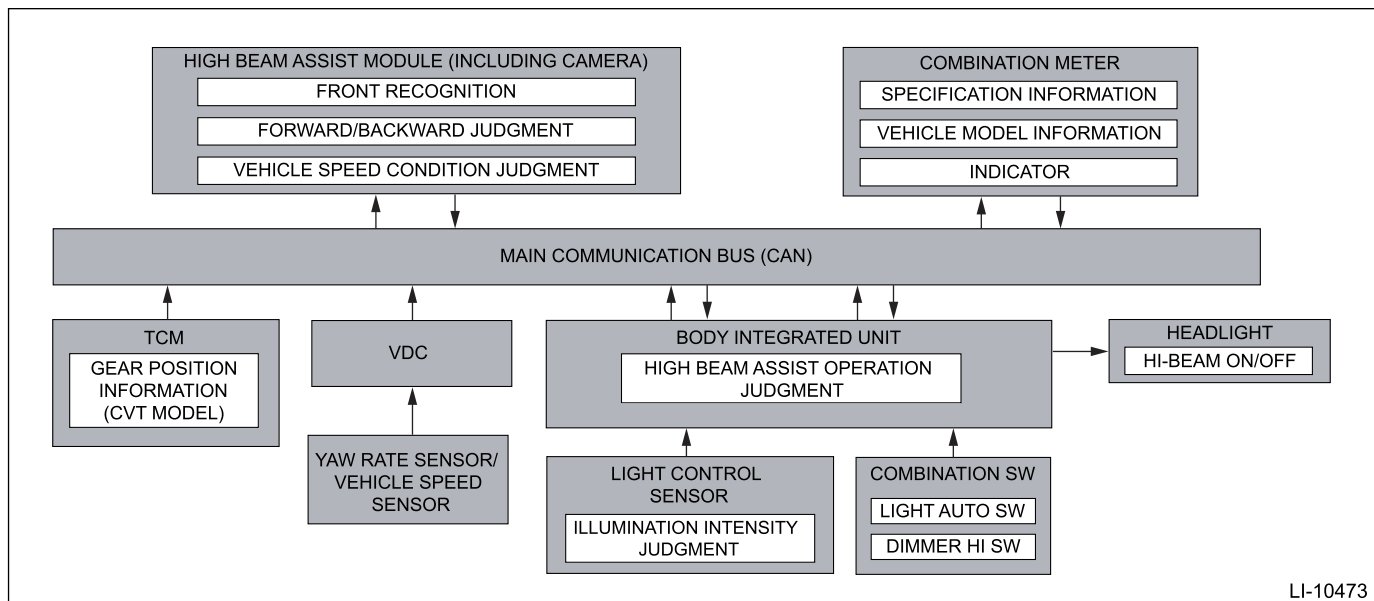 HIGH BEAM ASSIST MODULE (INCLUDING CAMERA)
FRONT RECOGNITION
FORWARD/BACKWARD JUDGMENT
VEHICLE SPEED CONDITION JUDGMENT
COMBINATION METER
SPECIFICATION INFORMATION
VEHICLE MODEL INFORMATION
INDICATOR
MAIN COMMUNICATION BUS (CAN)
TCM
GEAR POSITION
INFORMATION
(CVT MODEL)
VDC
YAW RATE SENSOR/
VEHICLE SPEED
SENSOR
BODY INTEGRATED UNIT
HIGH BEAM ASSIST OPERATION
JUDGMENT
HEADLIGHT
HI-BEAM ON/OFF
LIGHT CONTROL
SENSOR
ILLUMINATION INTENSITY
JUDGMENT
COMBINATION SW
LIGHT AUTO SW
DIMMER HI SW
LI-10473